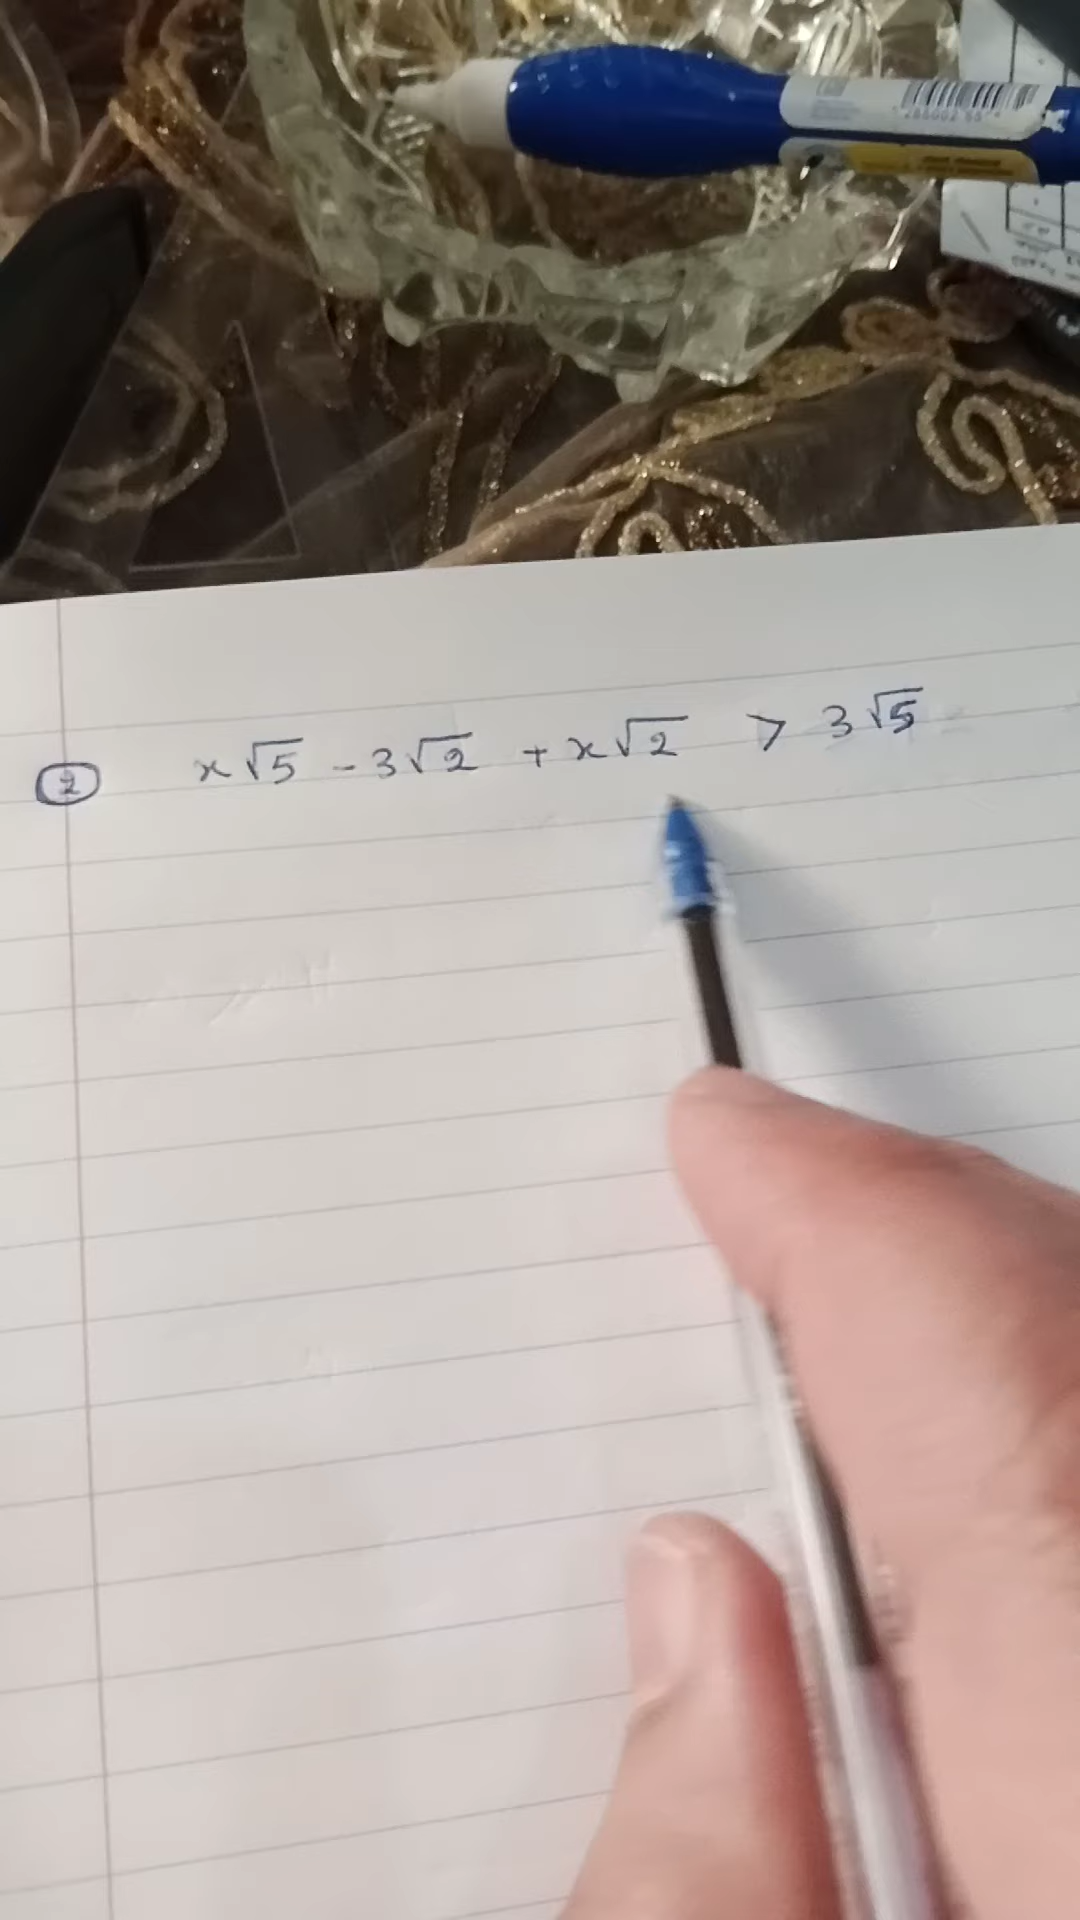 ② x√5 - 3√2 + x√2 > 3√5